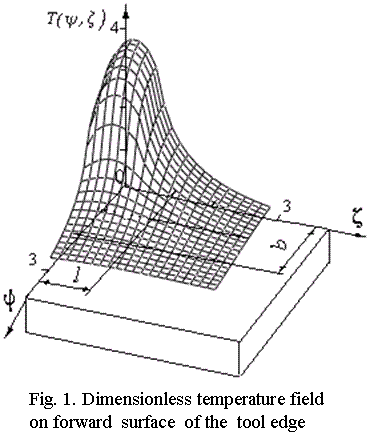 T(ψ,ζ)
4
0
3
ζ
b
3
l
ψ
Fig. 1. Dimensionless temperature field
on forward surface of the tool edge